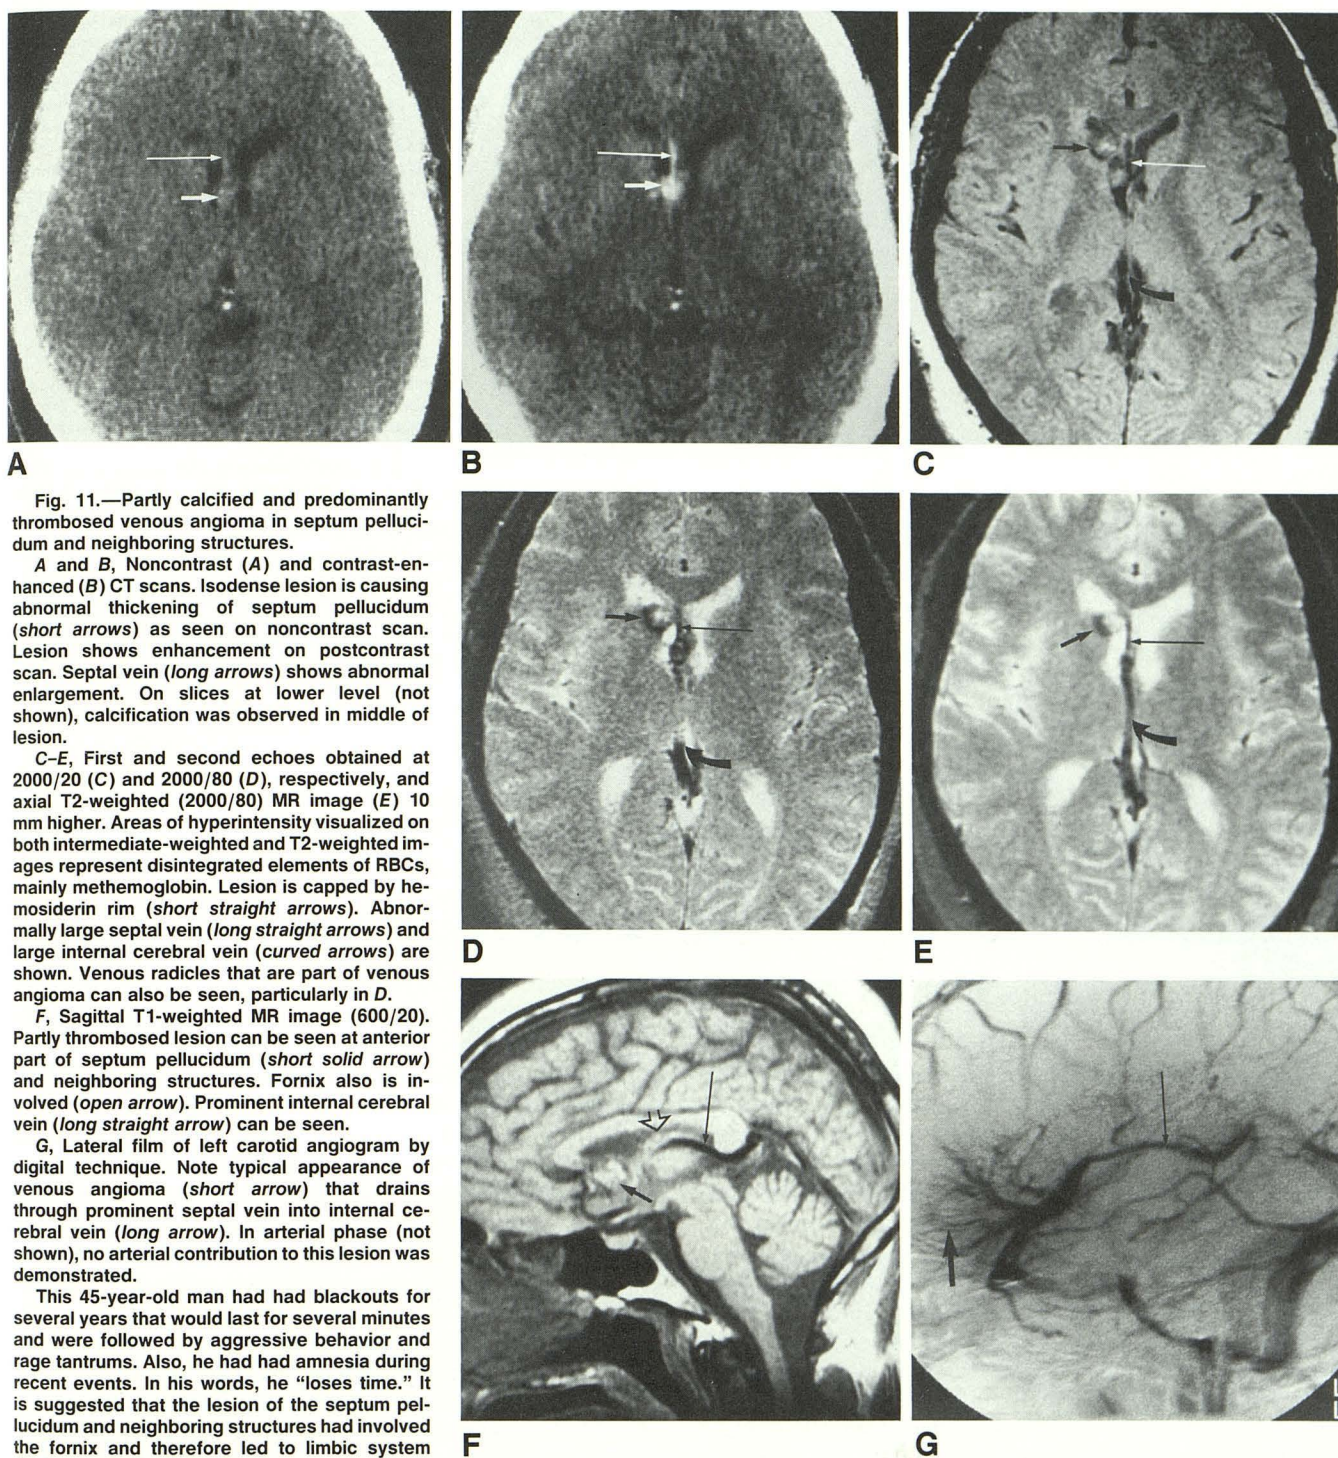 A
B
C
Fig. 11.—Partly calcified and predominantly
thrombosed venous angioma in septum pelluci-
dum and neighboring structures.
A and B, Noncontrast (A) and contrast-en-
hanced (B) CT scans. Isodense lesion is causing
abnormal thickening of septum pellucidum
(short arrows) as seen on noncontrast scan.
Lesion shows enhancement on postcontrast
scan. Septal vein (long arrows) shows abnormal
enlargement. On slices at lower level (not
shown), calcification was observed in middle of
lesion.
C–E, First and second echoes obtained at
2000/20 (C) and 2000/80 (D), respectively, and
axial T2-weighted (2000/80) MR image (E) 10
mm higher. Areas of hyperintensity visualized on
both intermediate-weighted and T2-weighted im-
ages represent disintegrated elements of RBCs,
mainly methemoglobin. Lesion is capped by he-
mosiderin rim (short straight arrows). Abnor-
mally large septal vein (long straight arrows) and
large internal cerebral vein (curved arrows) are
shown. Venous radicles that are part of venous
angioma can also be seen, particularly in D.
F, Sagittal T1-weighted MR image (600/20).
Partly thrombosed lesion can be seen at anterior
part of septum pellucidum (short solid arrow)
and neighboring structures. Fornix also is in-
volved (open arrow). Prominent internal cerebral
vein (long straight arrow) can be seen.
G, Lateral film of left carotid angiogram by
digital technique. Note typical appearance of
venous angioma (short arrow) that drains
through prominent septal vein into internal ce-
rebral vein (long arrow). In arterial phase (not
shown), no arterial contribution to this lesion was
demonstrated.
This 45-year-old man had had blackouts for
several years that would last for several minutes
and were followed by aggressive behavior and
rage tantrums. Also, he had had amnesia during
recent events. In his words, he “loses time.” It
is suggested that the lesion of the septum pel-
lucidum and neighboring structures had involved
the fornix and therefore led to limbic system
D
E
F
G